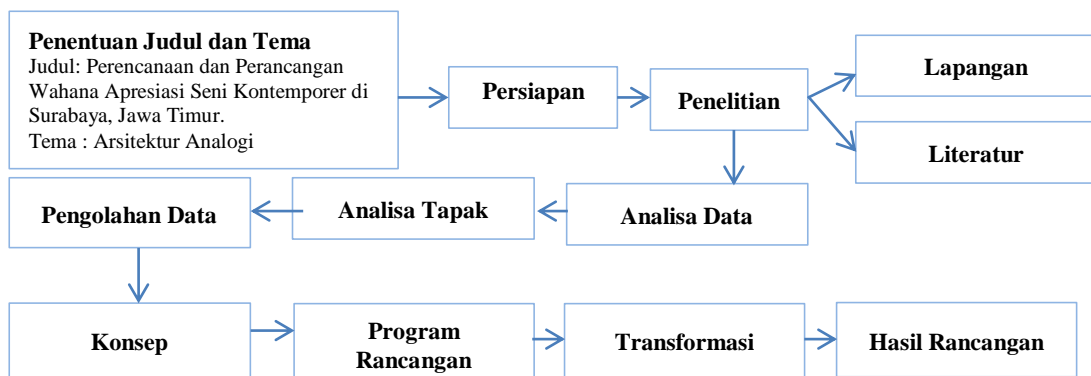 Penentuan Judul dan Tema
Judul: Perencanaan dan Perancangan
Wahana Apresiasi Seni Kontemporer di
Surabaya, Jawa Timur.
Tema : Arsitektur Analogi
Persiapan
Penelitian
Lapangan
Literatur
Analisa Data
Analisa Tapak
Pengolahan Data
Konsep
Program
Rancangan
Transformasi
Hasil Rancangan